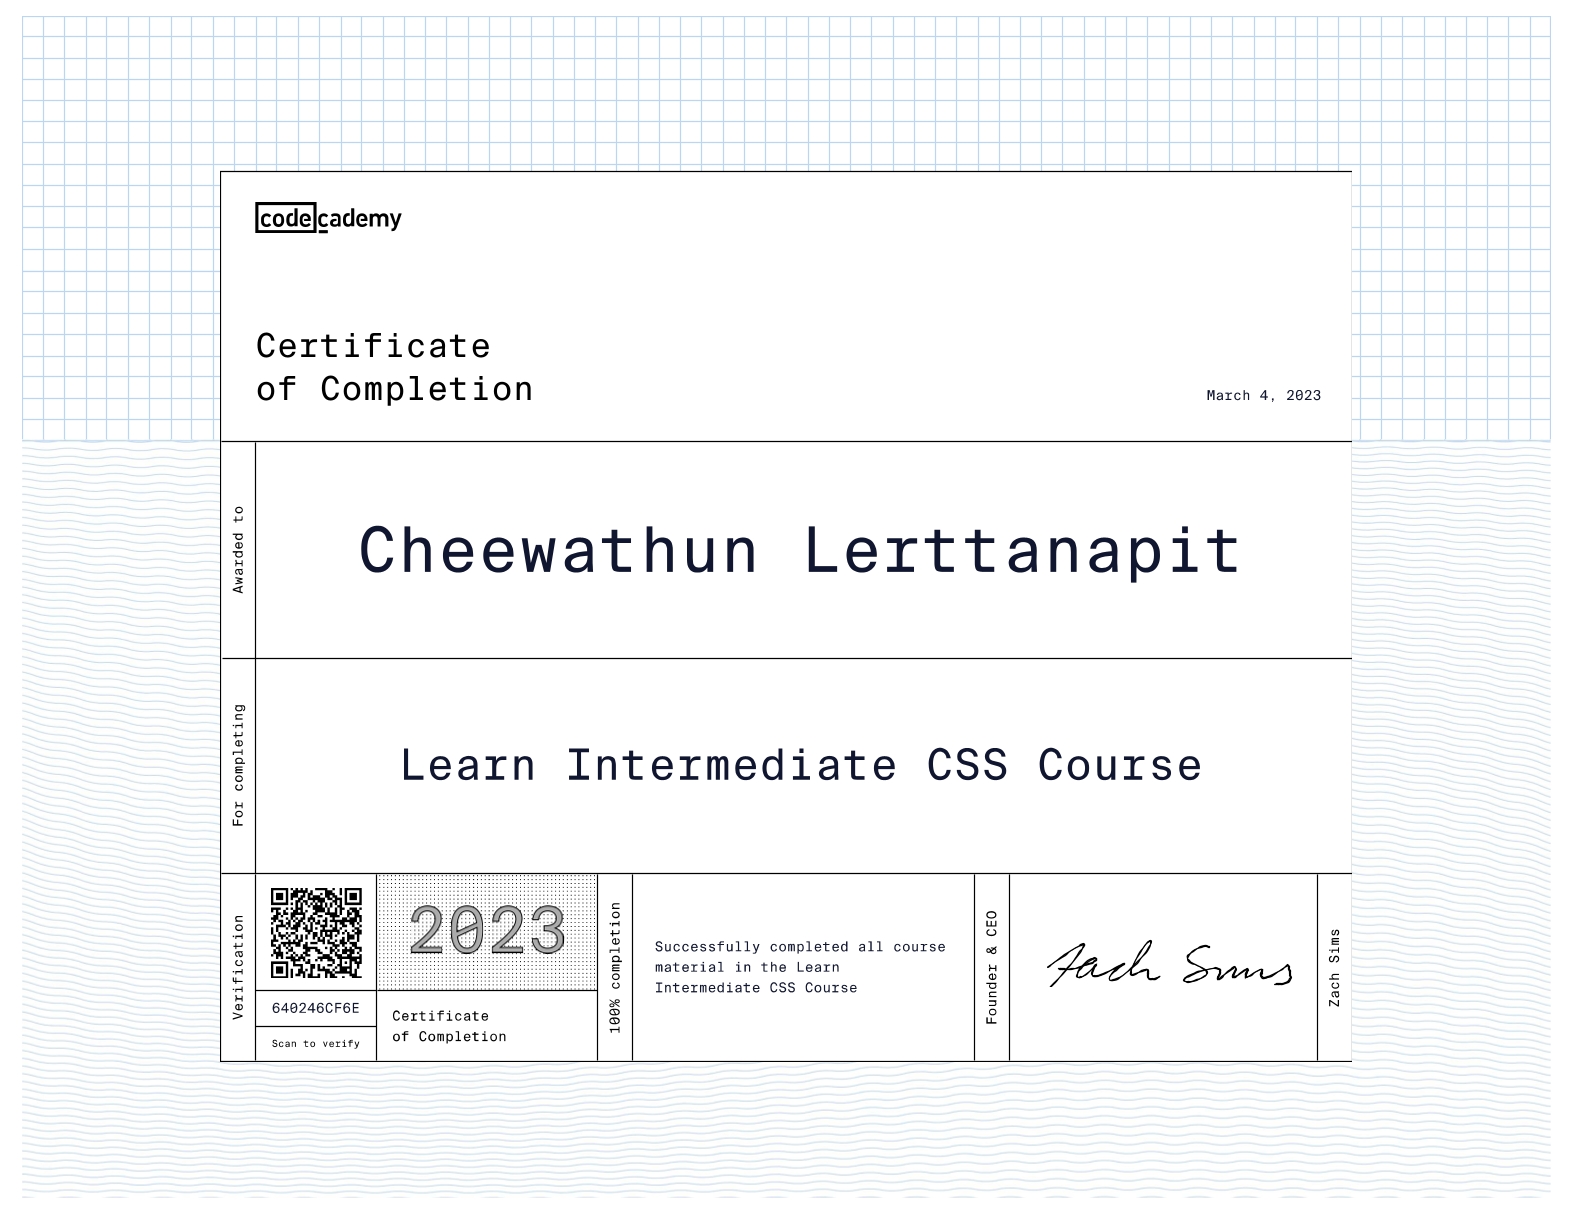 codecademy
Certificate
of Completion
March 4, 2023
Awarded to
Cheewathun Lerttanapit
For completing
Learn Intermediate CSS Course
Verification
640246CF6E
Scan to verify
2023
Certificate
of Completion
100% completion
Successfully completed all course
material in the Learn
Intermediate CSS Course
Founder & CEO
Zach Sims
Zach Sims